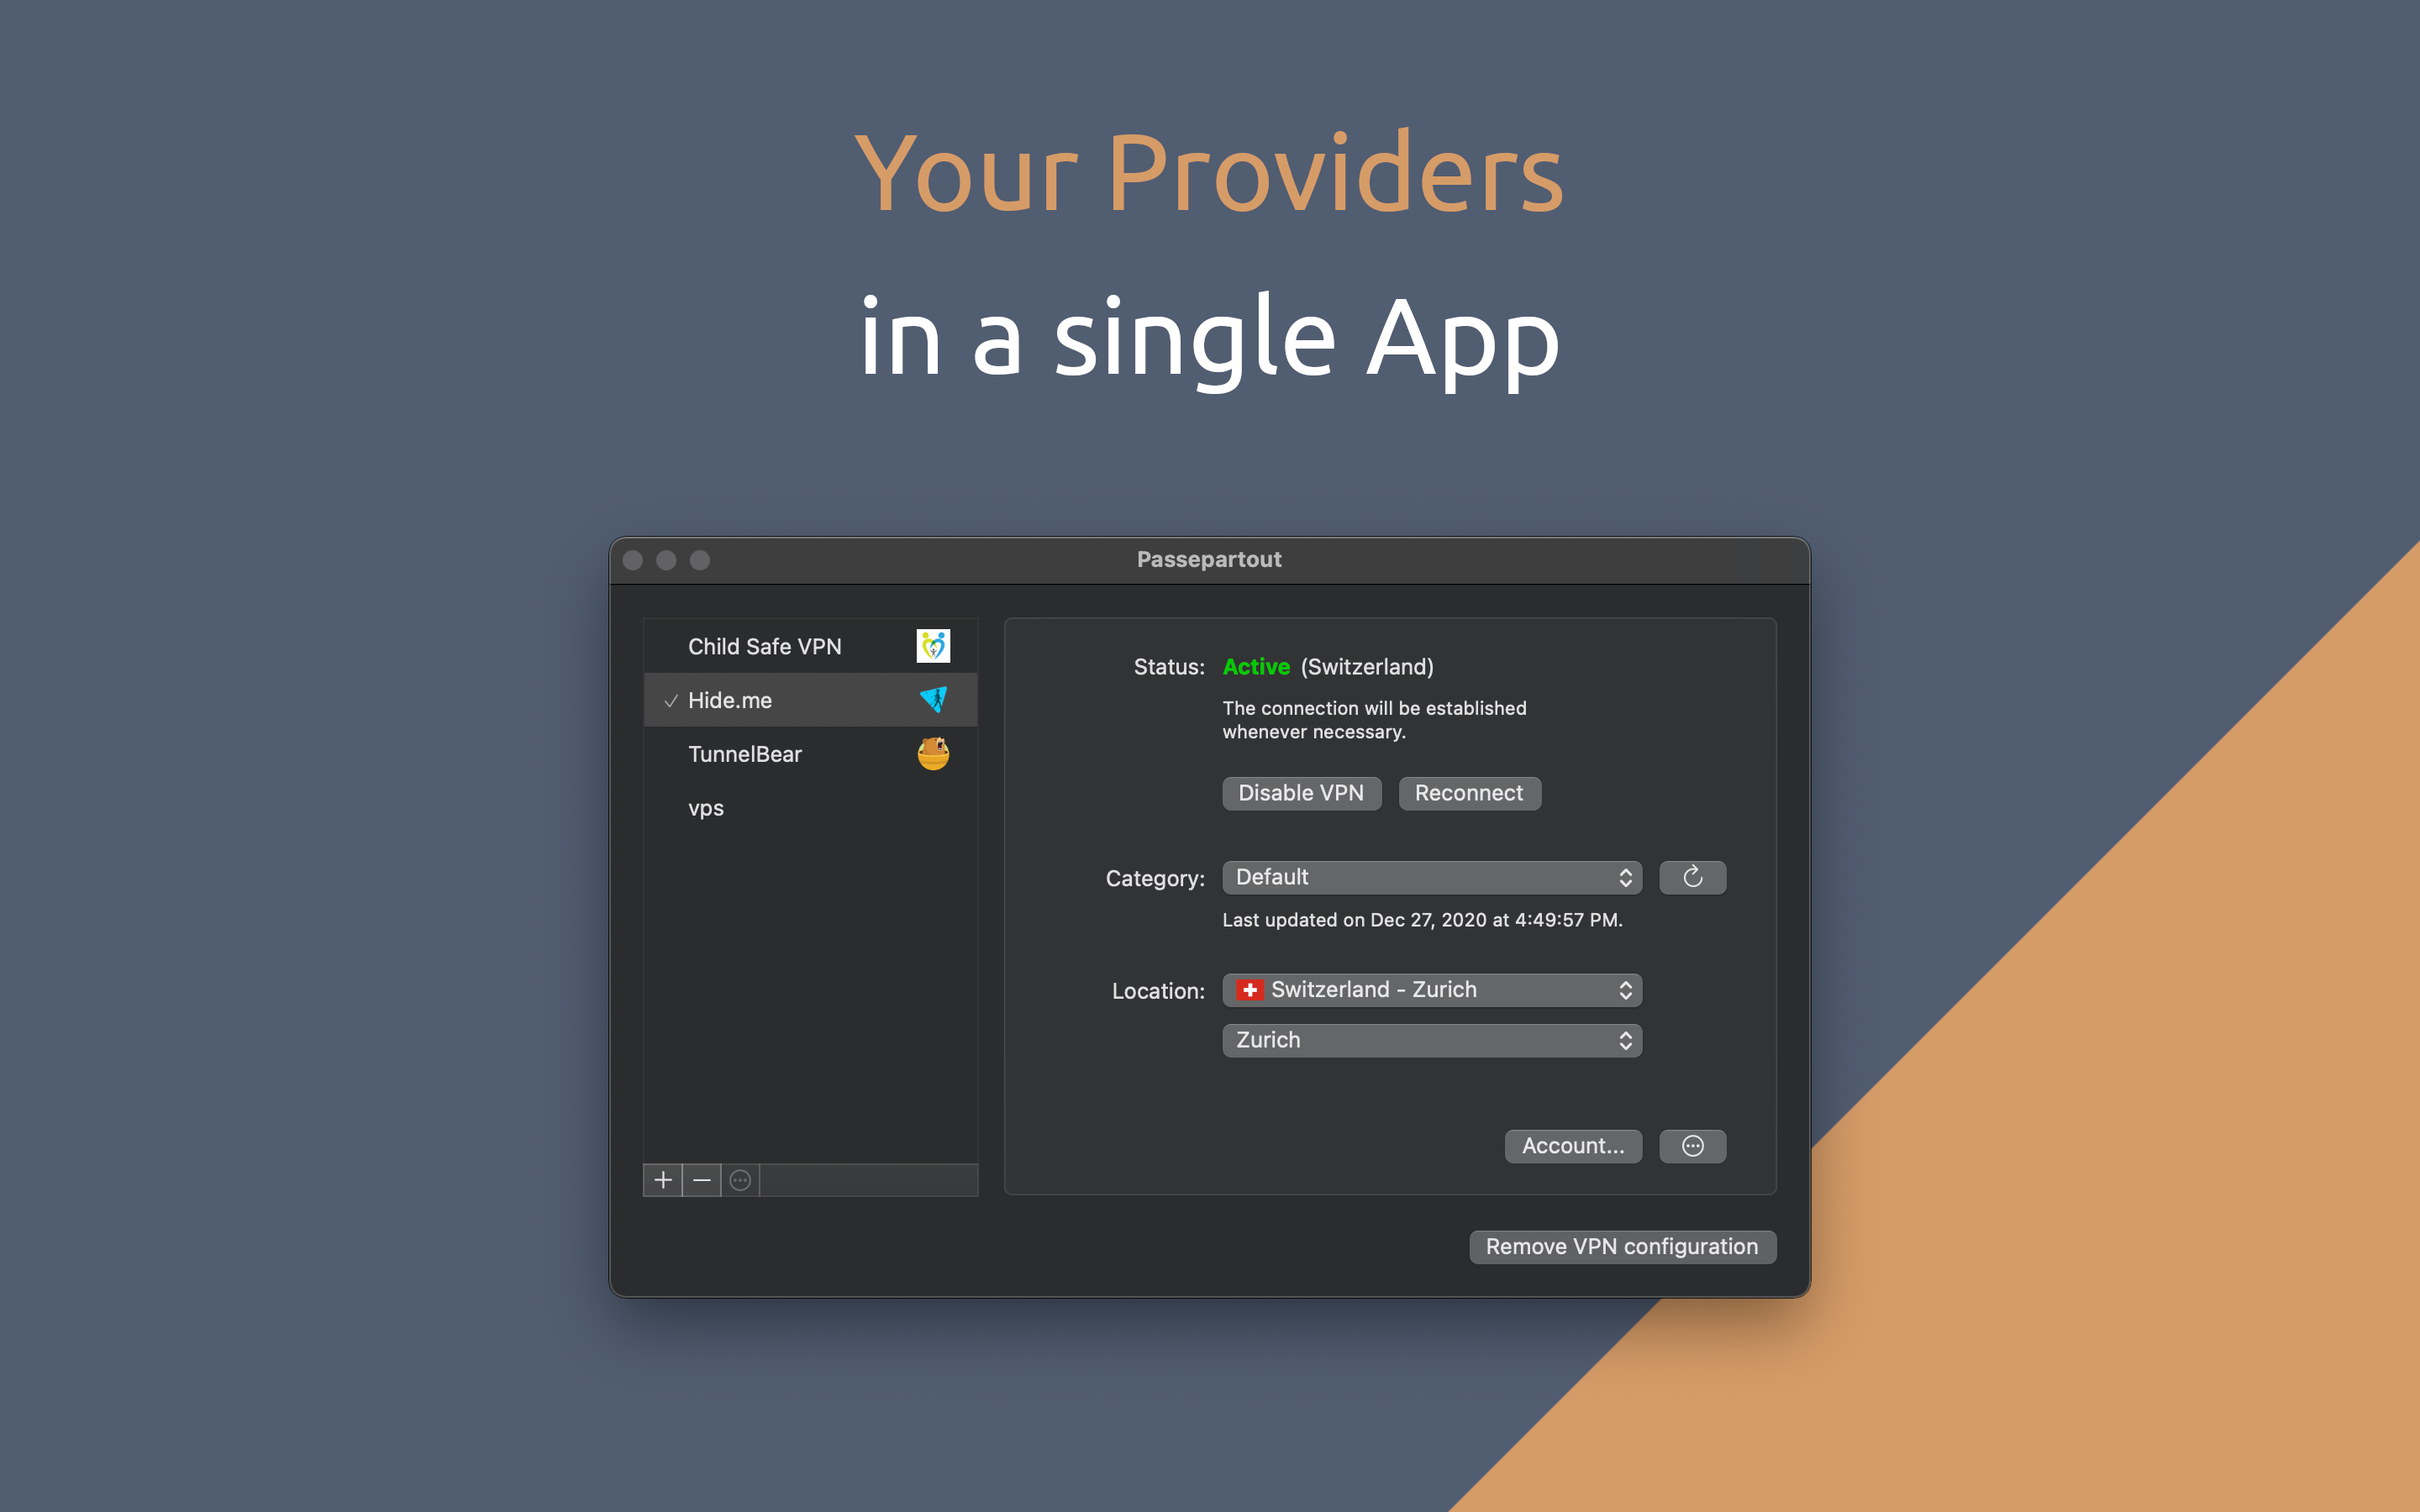 Your Providers
in a single App
Passepartout
Child Safe VPN
✓ Hide.me
TunnelBear
vps
Status: Active (Switzerland)
The connection will be established
whenever necessary.
Disable VPN Reconnect
Category: Default
Last updated on Dec 27, 2020 at 4:49:57 PM.
Location: Switzerland - Zurich
Zurich
Account...
Remove VPN configuration